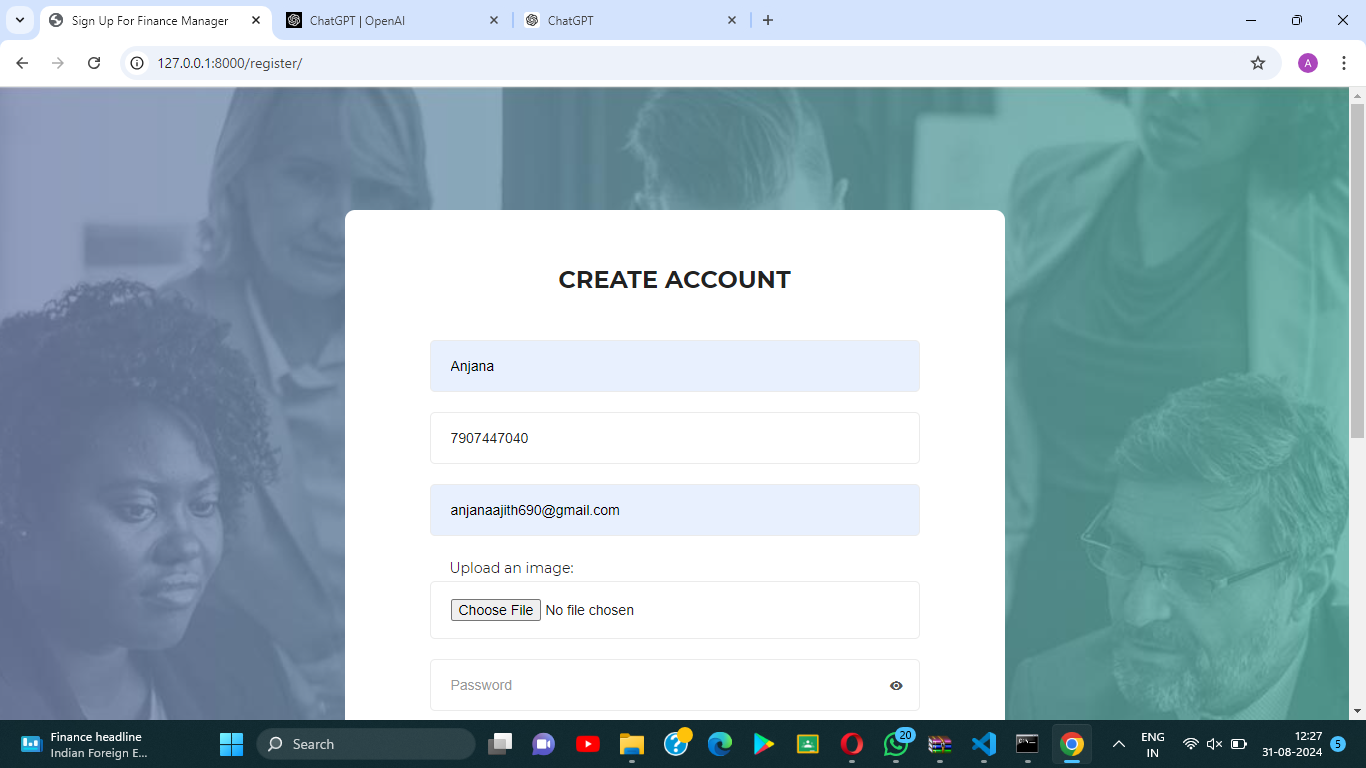 Sign Up For Finance Manager
ChatGPT | OpenAI
ChatGPT
127.0.0.1:8000/register/
A
CREATE ACCOUNT
Anjana
7907447040
anjanaajith690@gmail.com
Upload an image:
Choose File No file chosen
Password
Finance headline
Indian Foreign E...
Search
20
ENG
IN
12:27
31-08-2024
5